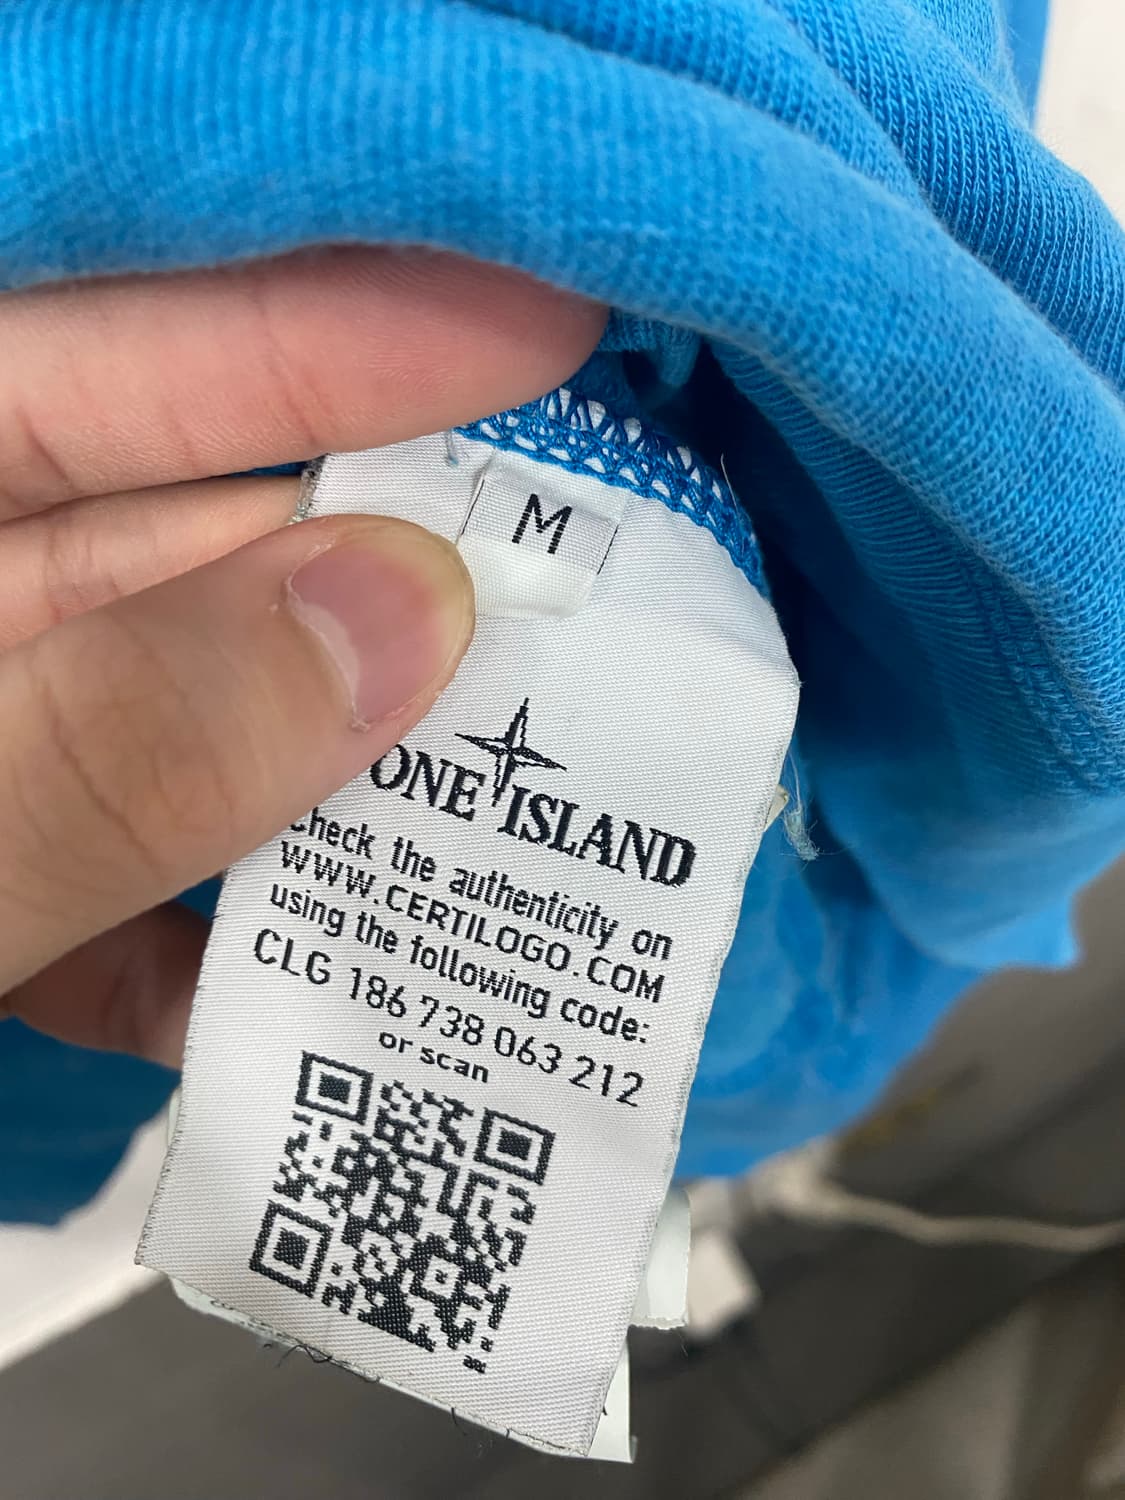 M
ONE ISLAND
Check the authenticity on
WWW.CERTILOGO.COM
using the following code:
CLG 186 738 063 212
or scan